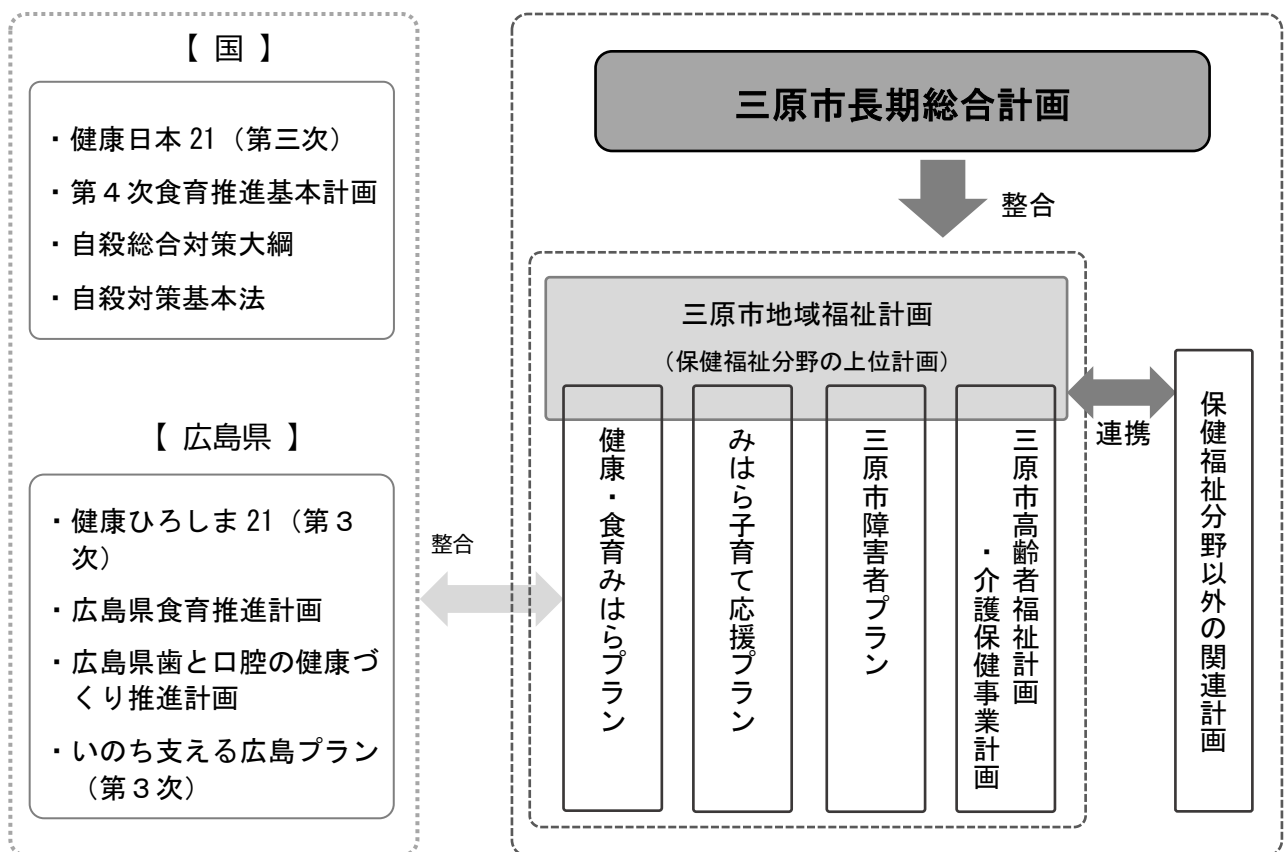 【 国 】
・健康日本 21（第三次）
・第４次食育推進基本計画
・自殺総合対策大綱
・自殺対策基本法
【 広島県 】
・健康ひろしま 21（第３
次）
・広島県食育推進計画
・広島県歯と口腔の健康づ
くり推進計画
・いのち支える広島プラン
（第３次）
整合
三原市長期総合計画
整合
三原市地域福祉計画
（保健福祉分野の上位計画）
健康・食育みはらプラン
みはら子育て応援プラン
三原市障害者プラン
三原市高齢者福祉計画
・介護保健事業計画
連携
保健福祉分野以外の関連計画